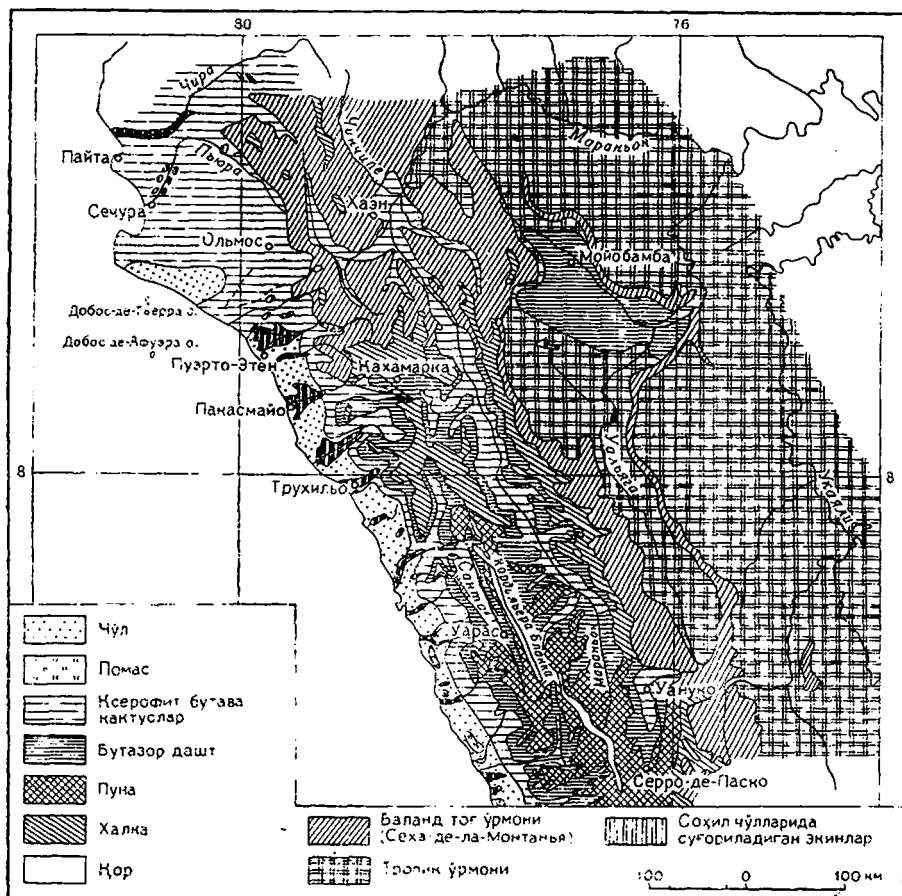 80
76
Чира
Пайта
Пьюра
Сечура
Чинчипе
Хаэн
Мараньон
Ольмос
Мойобамба
Лобос-де-Тьерра о.
Лобос-де-Афуэра о.
Пуэрто-Этен
Кахамарка
Пакасмайо
Уальяга
8
8
Трухильо
Укаяли
Санта
Кордильера Бланка
Уарас
Мараньон
Уануко
Серро-де-Паско
Чўл
Ломас
Ксерофит бутава
кактуслар
Бутазор дашт
Пуна
Халка
Қор
Баланд тоғ ўрмони
(Сеха-де-ла-Монтанья)
Тропик ўрмони
Соҳил чўлларида
суғориладиган экинлар
100 0 100 км